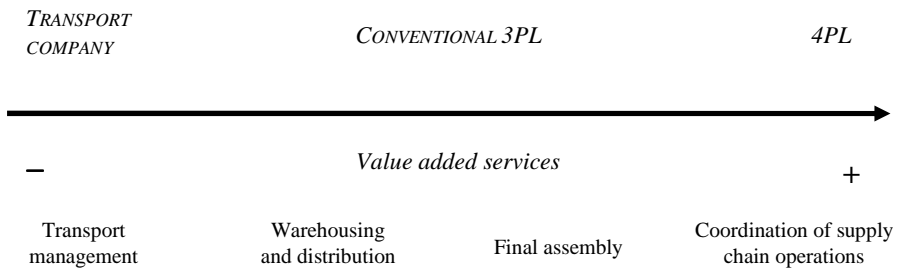 TRANSPORT
COMPANY
CONVENTIONAL 3PL
4PL
– Value added services +
Transport
management
Warehousing
and distribution
Final assembly
Coordination of supply
chain operations